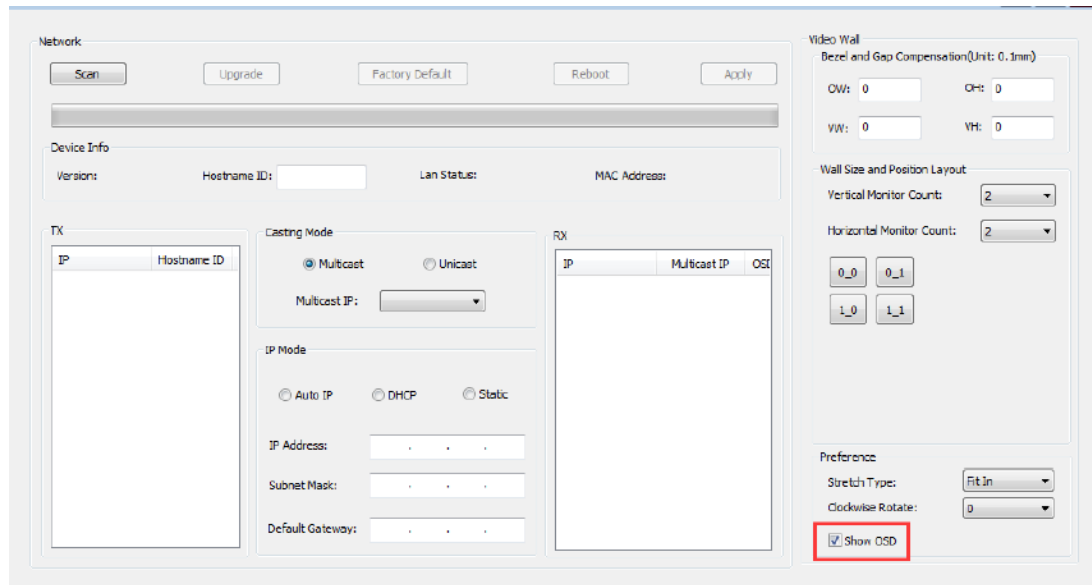 Network
Scan Upgrade Factory Default Reboot Apply
Device Info
Version: Hostname ID: Lan Status: MAC Address:
TX
IP Hostname ID
Casting Mode
Multicast Unicast
Multicast IP:
IP Mode
Auto IP DHCP Static
IP Address: . . .
Subnet Mask: . . .
Default Gateway: . . .
RX
IP Multicast IP OSD
Video Wall
Bezel and Gap Compensation(Unit: 0.1mm)
OW: 0 OH: 0
VW: 0 VH: 0
Wall Size and Position Layout
Vertical Monitor Count: 2
Horizontal Monitor Count: 2
0_0 0_1
1_0 1_1
Preference
Stretch Type: Fit In
Clockwise Rotate: 0
Show OSD